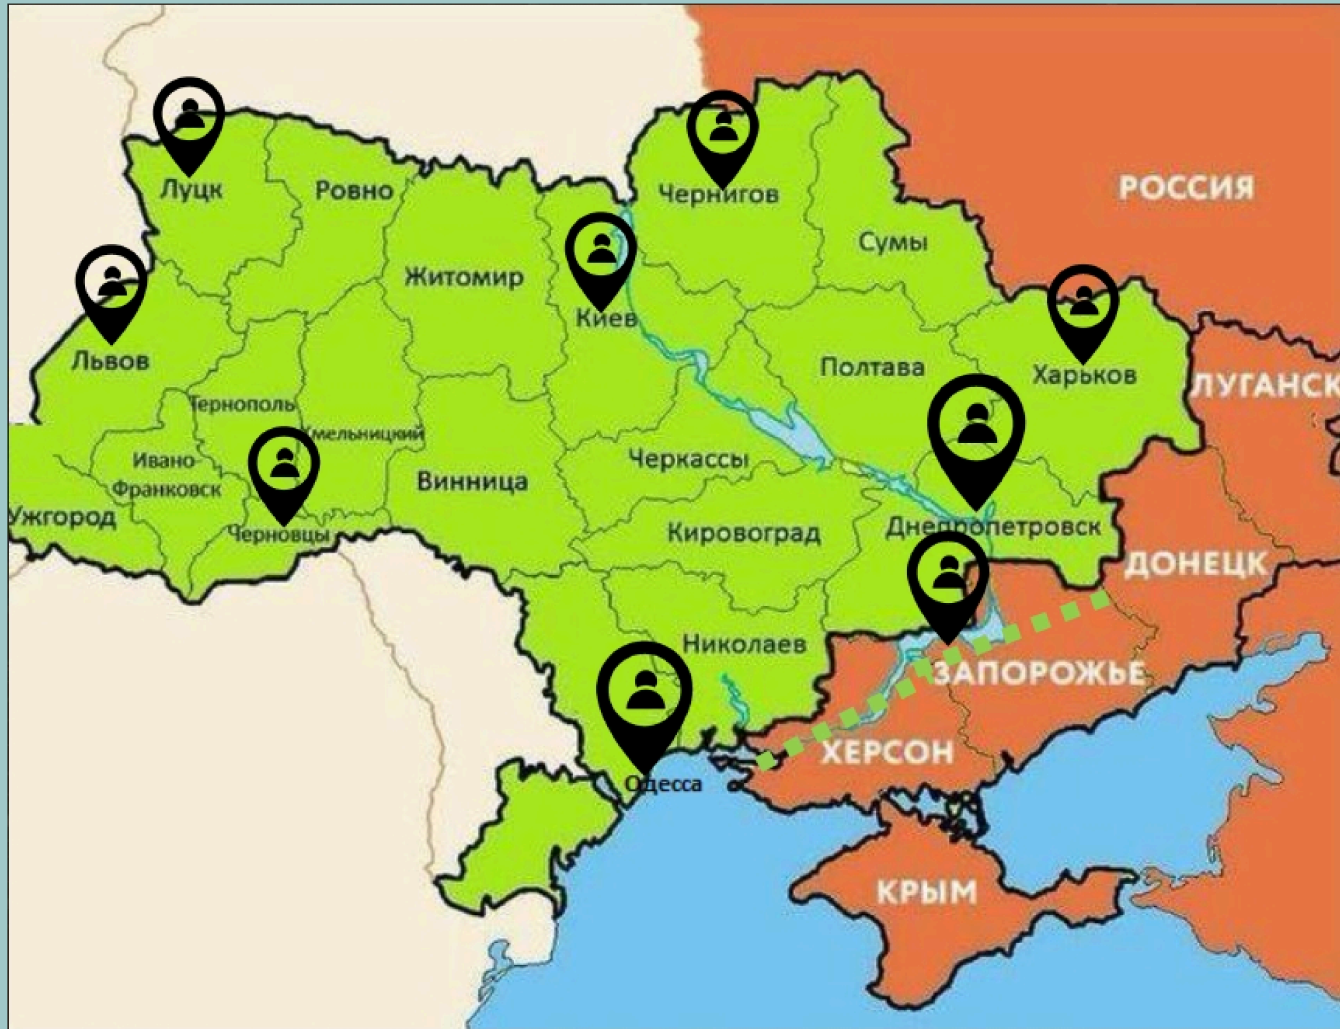 РОССИЯ
Луцк
Ровно
Чернигов
Сумы
Житомир
Киев
Львов
Полтава
Харьков
ЛУГАНСК
Тернополь
Хмельницкий
Ивано-
Франковск
Черкассы
Винница
Ужгород
Черновцы
Кировоград
Днепропетровск
ДОНЕЦК
Николаев
ЗАПОРОЖЬЕ
ХЕРСОН
Одесса
КРЫМ